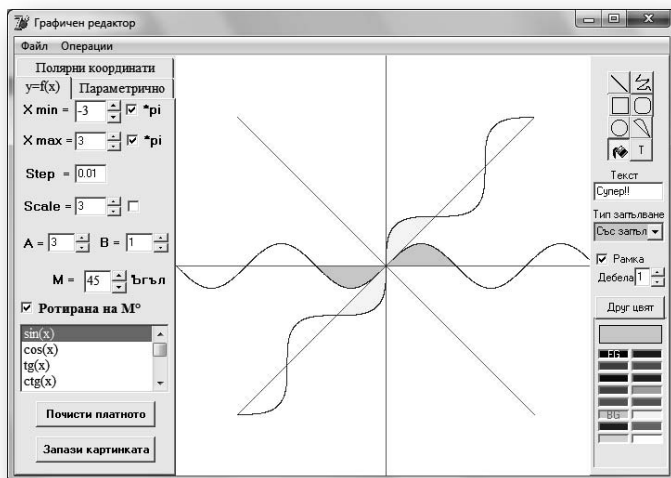 Графичен редактор
Файл Операции
Полярни координати
y=f(x) Параметрично
X min = -3 *pi
X max = 3 *pi
Step = 0.01
Scale = 3
A = 3 B = 1
M = 45 Ъгъл
Ротирана на M°
sin(x)
cos(x)
tg(x)
ctg(x)
Почисти платното
Запази картинката
T
Текст
Супер!!
Тип запълване
Със запъл
Рамка
Дебела 1
Друг цвят
FG
BG